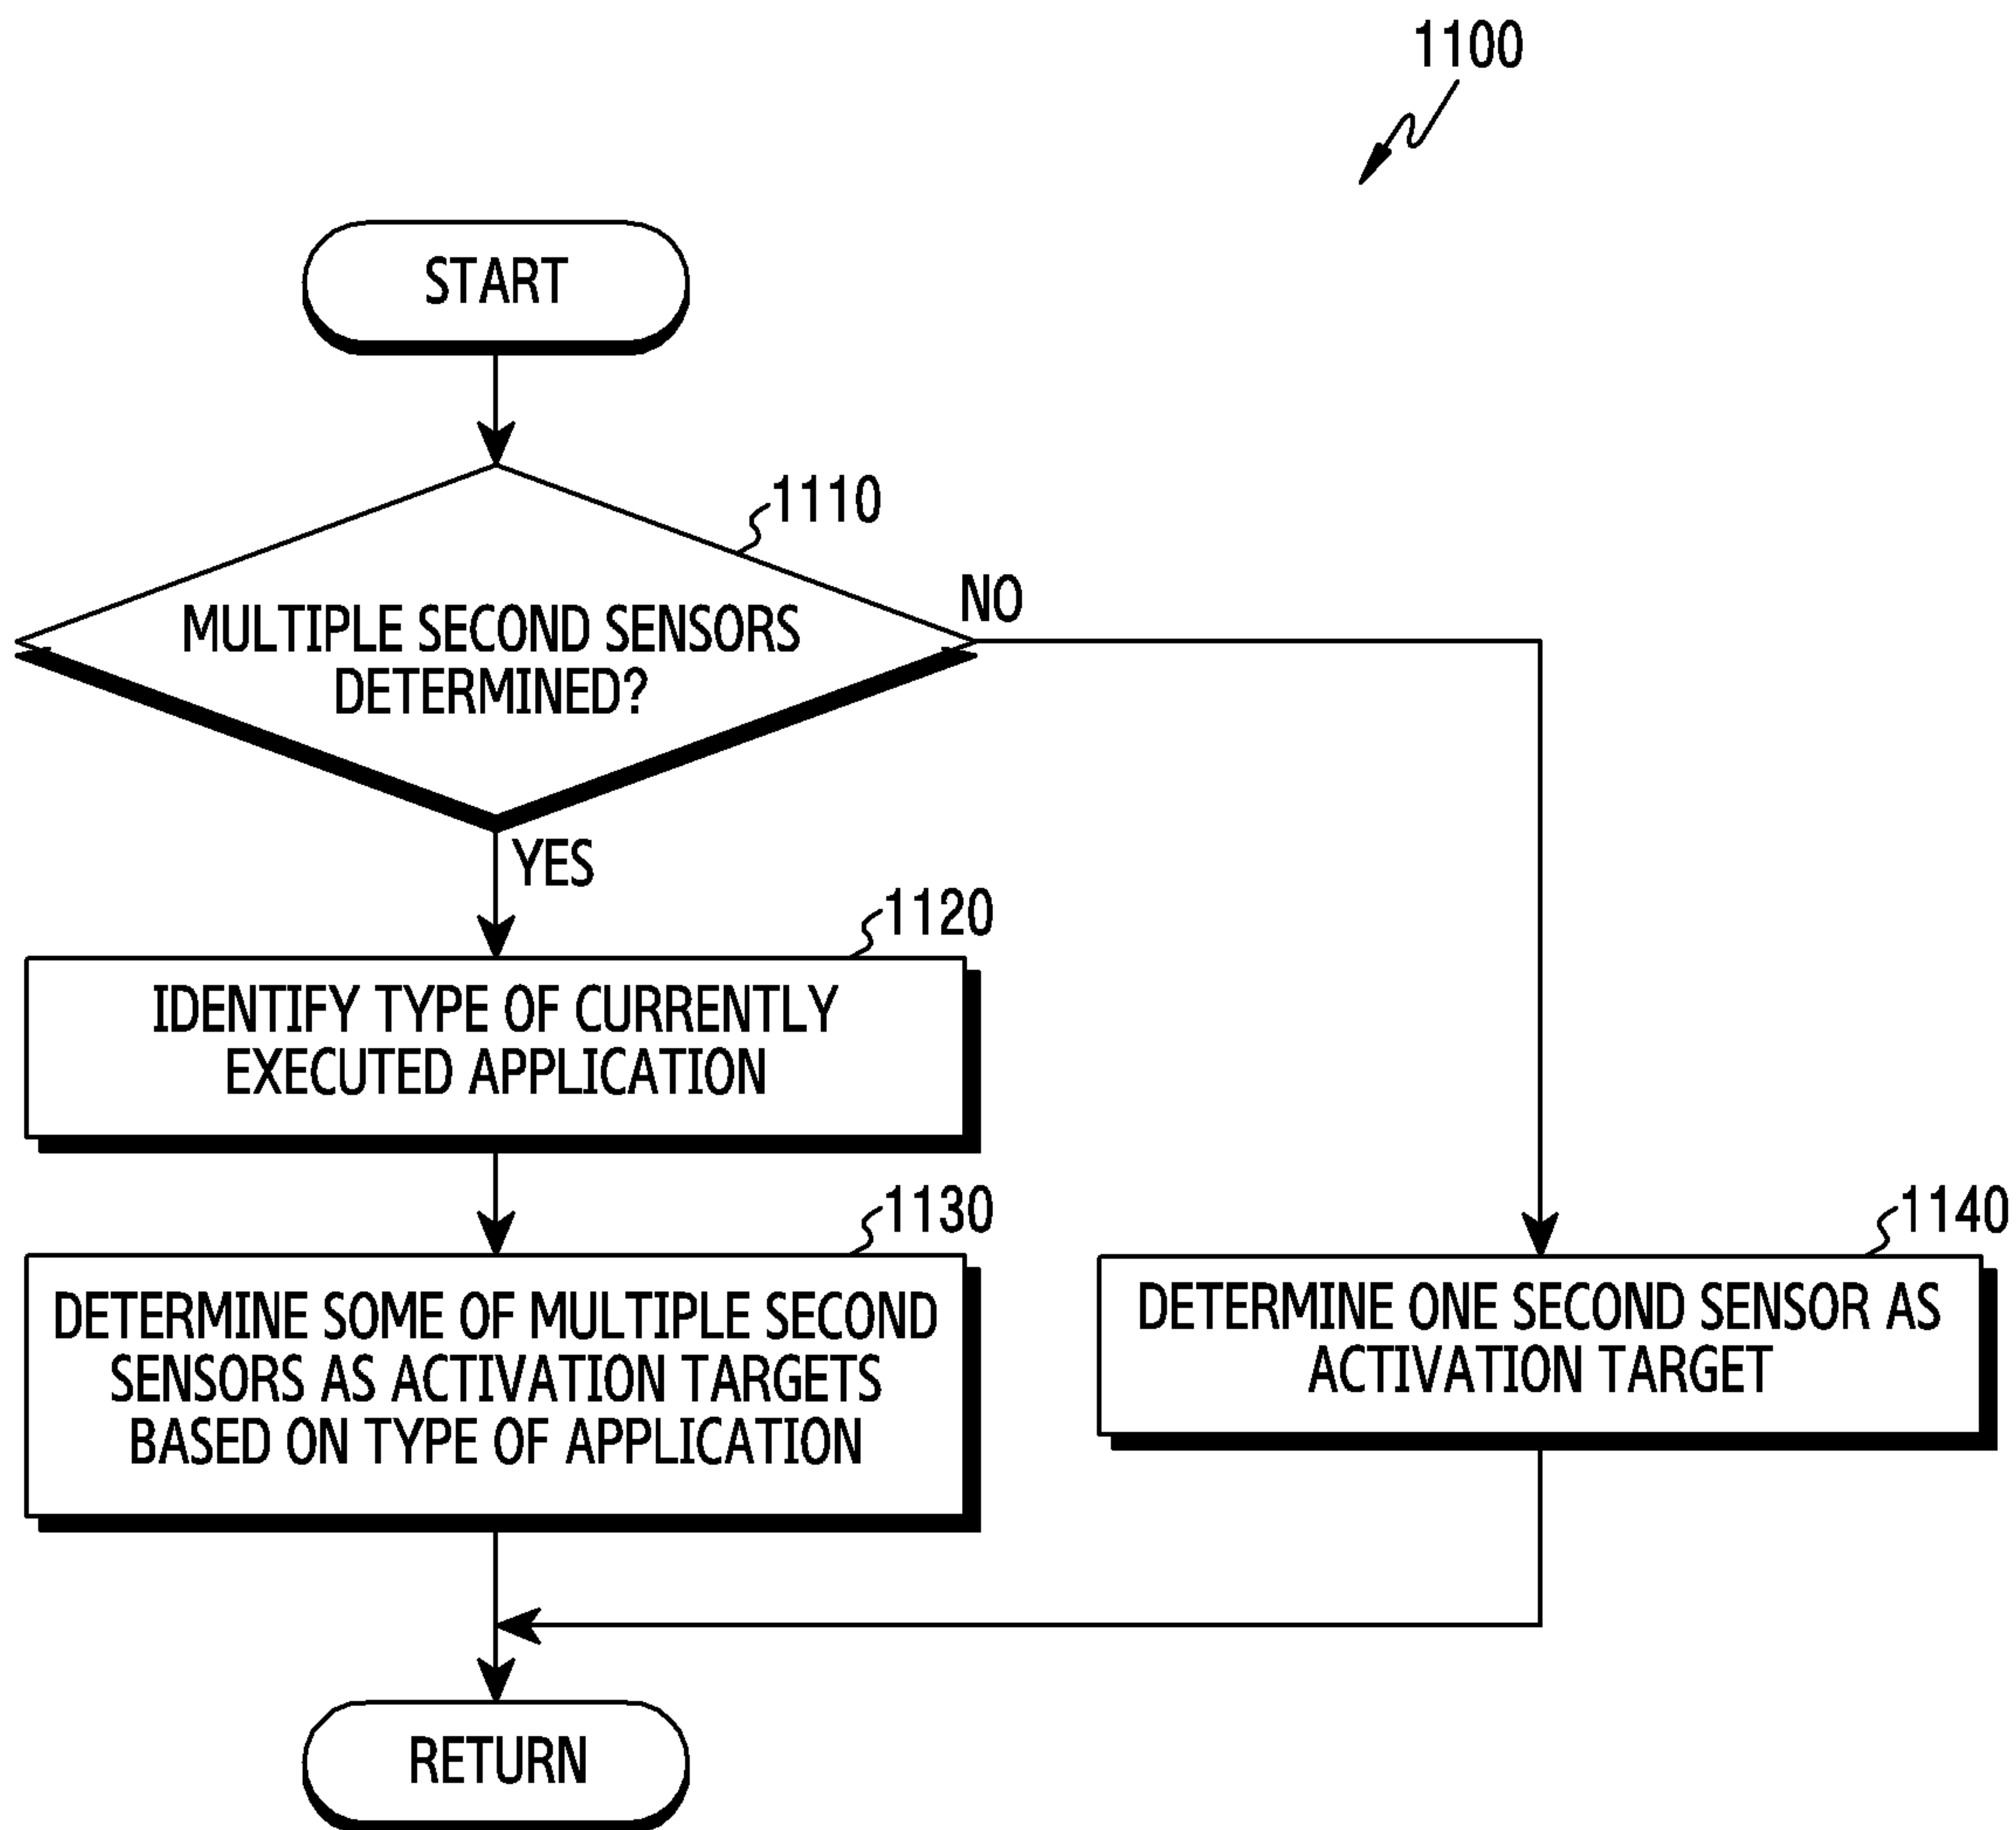 1100
START
1110
NO
MULTIPLE SECOND SENSORS
DETERMINED?
YES
1120
IDENTIFY TYPE OF CURRENTLY
EXECUTED APPLICATION
1130
DETERMINE SOME OF MULTIPLE SECOND
SENSORS AS ACTIVATION TARGETS
BASED ON TYPE OF APPLICATION
1140
DETERMINE ONE SECOND SENSOR AS
ACTIVATION TARGET
RETURN